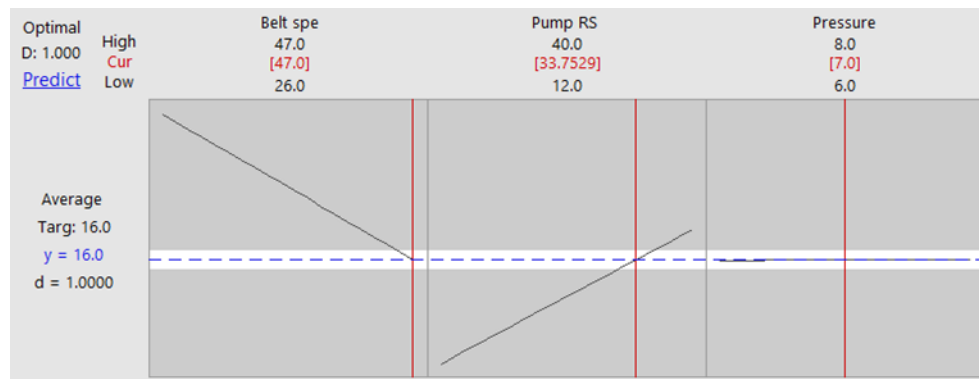 Optimal
D: 1.000
Predict
High
Cur
Low
Belt spe
47.0
[47.0]
26.0
Pump RS
40.0
[33.7529]
12.0
Pressure
8.0
[7.0]
6.0
Average
Targ: 16.0
y = 16.0
d = 1.0000